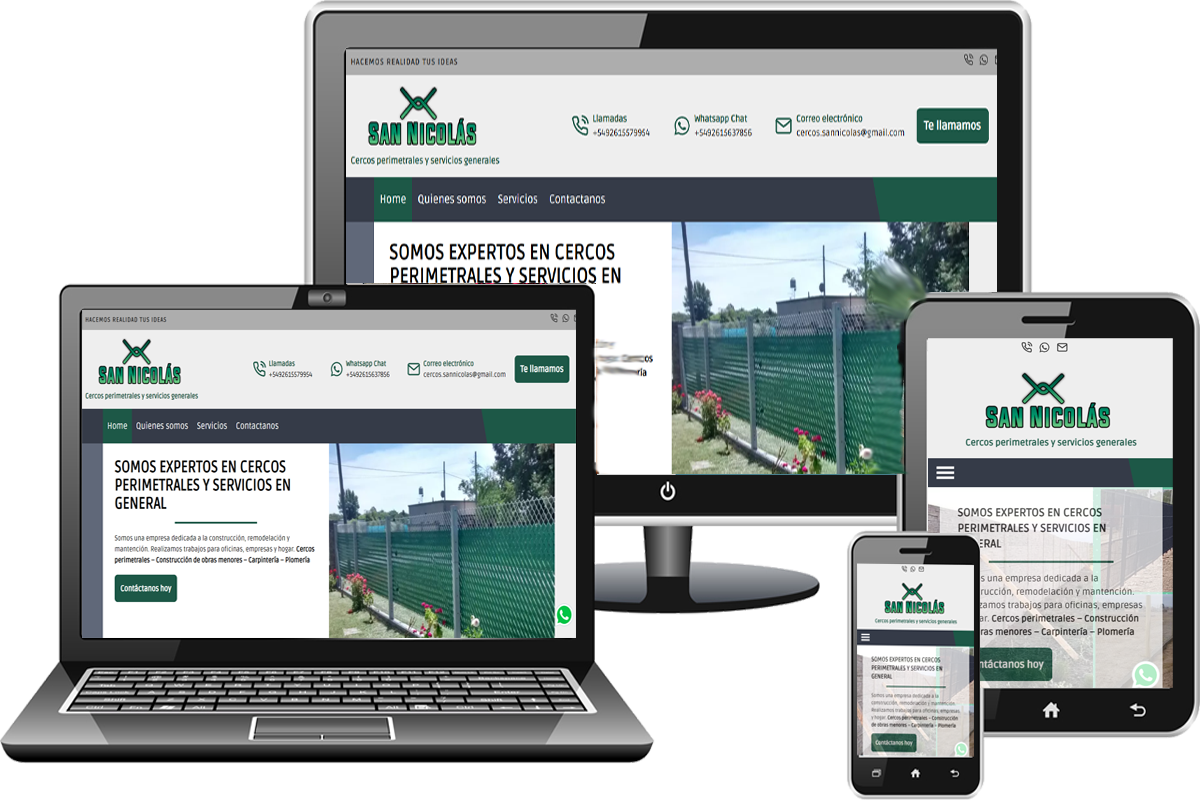 HACEMOS REALIDAD TUS IDEAS
SAN NICOLÁS
Cercos perimetrales y servicios generales
Llamadas
+5492615579954
Whatsapp Chat
+5492615637856
Correo electrónico
cercos.sannicolas@gmail.com
Te llamamos
Home Quienes somos Servicios Contactanos
SOMOS EXPERTOS EN CERCOS
PERIMETRALES Y SERVICIOS EN
HACEMOS REALIDAD TUS IDEAS
SAN NICOLÁS
Cercos perimetrales y servicios generales
Llamadas
+5492615579954
Whatsapp Chat
+5492615637856
Correo electrónico
cercos.sannicolas@gmail.com
Te llamamos
Home Quienes somos Servicios Contactanos
SOMOS EXPERTOS EN CERCOS
PERIMETRALES Y SERVICIOS EN
GENERAL
Somos una empresa dedicada a la construcción, remodelación y
mantención. Realizamos trabajos para oficinas, empresas y hogar. Cercos
perimetrales – Construcción de obras menores – Carpintería – Plomería
Contáctanos hoy
SAN NICOLÁS
Cercos perimetrales y servicios generales
SOMOS EXPERTOS EN CERCOS
PERIMETRALES Y SERVICIOS EN
una empresa dedicada a la
remodelación y mantención.
trabajos para oficinas, empresas
Cercos perimetrales – Construcción
menores – Carpintería – Plomería
hoy
SAN NICOLÁS
Cercos perimetrales y servicios generales
SOMOS EXPERTOS EN CERCOS
PERIMETRALES Y SERVICIOS EN
GENERAL
Somos una empresa dedicada a la
construcción, remodelación y mantención.
Realizamos trabajos para oficinas, empresas
y hogar. Cercos perimetrales – Construcción
de obras menores – Carpintería – Plomería
Contáctanos hoy